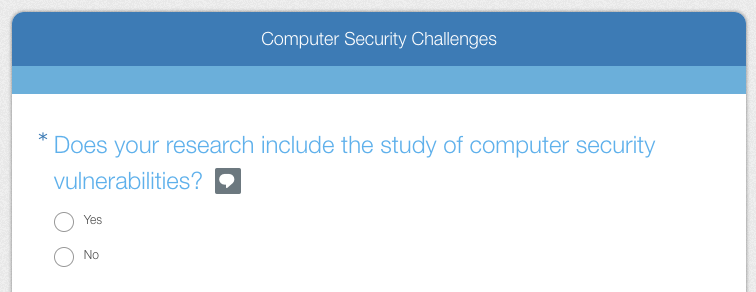 Computer Security Challenges
* Does your research include the study of computer security
vulnerabilities?
Yes
No